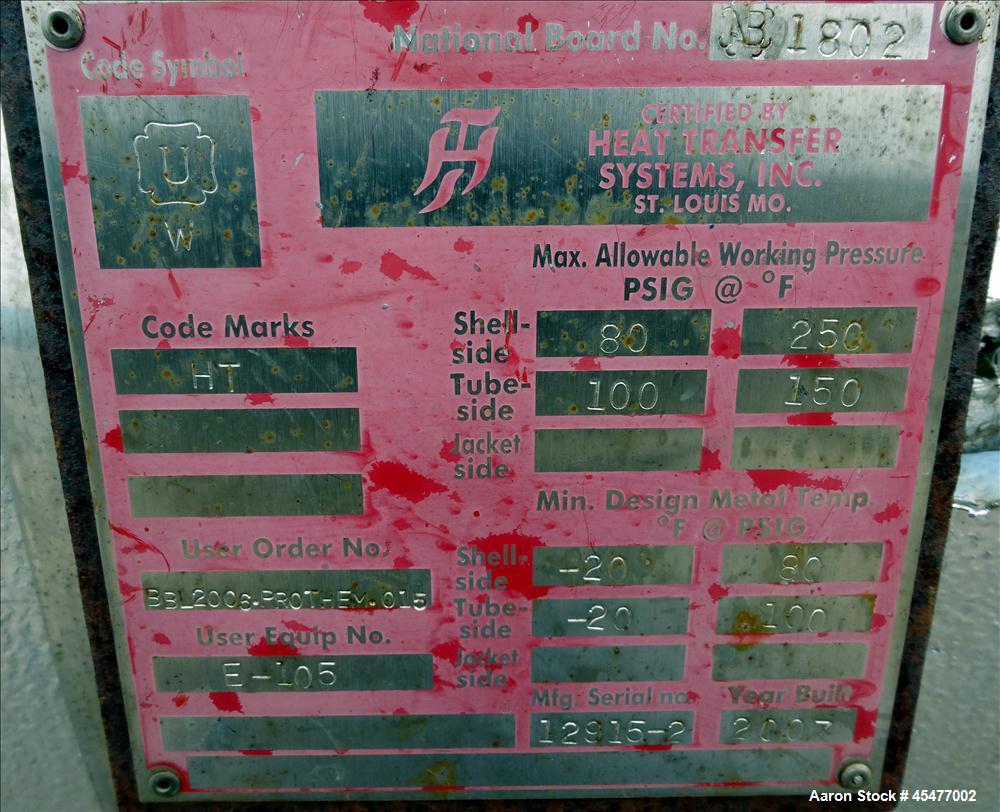 National Board No. 1802
Code Symbol
U
W
H
CERTIFIED BY
HEAT TRANSFER
SYSTEMS, INC.
ST. LOUIS MO.
Max. Allowable Working Pressure
PSIG @ °F
Code Marks
HT
Shell-side 80 250
Tube-side 100 150
Jacket side
Min. Design Metal Temp.
°F @ PSIG
Shell-side -20 80
Tube-side -20 100
Jacket side
User Order No.
BBL2006-PROTHEM.015
User Equip No.
E-105
Mfg. Serial no. Year Built
12915-2 2007
Aaron Stock # 45477002